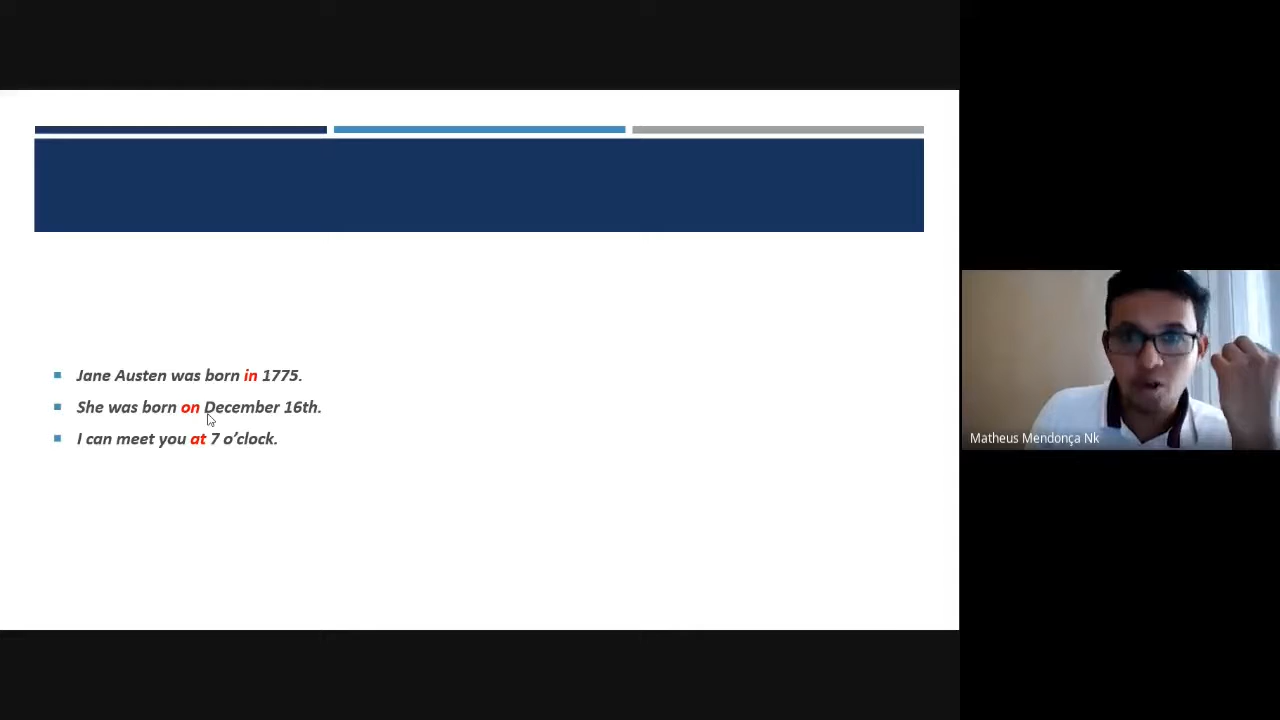 Jane Austen was born in 1775.
She was born on December 16th.
I can meet you at 7 o’clock.
Matheus Mendonça Nk